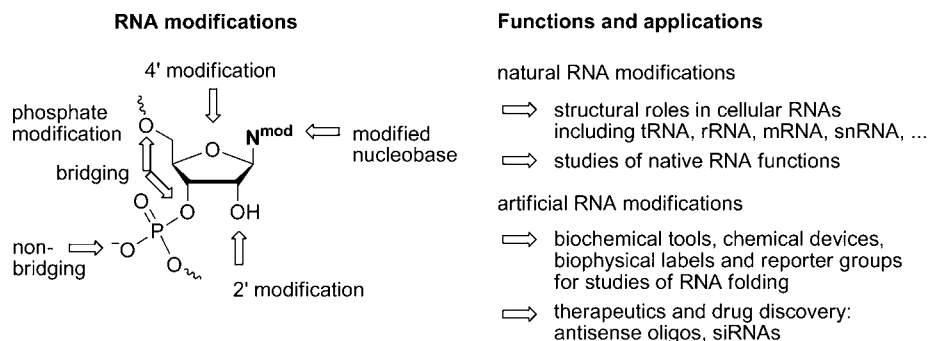 RNA modifications
4' modification
phosphate
modification
bridging
O
O
N^mod
modified
nucleobase
O
O
P
OH
⁻O
O
non-
bridging
2' modification
Functions and applications
natural RNA modifications
structural roles in cellular RNAs
including tRNA, rRNA, mRNA, snRNA, ...
studies of native RNA functions
artificial RNA modifications
biochemical tools, chemical devices,
biophysical labels and reporter groups
for studies of RNA folding
therapeutics and drug discovery:
antisense oligos, siRNAs